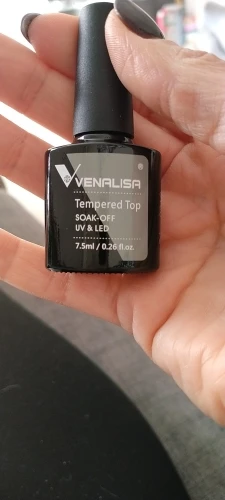 VENALISA®
Tempered Top
SOAK-OFF
UV & LED
7.5ml / 0.26 fl.oz.